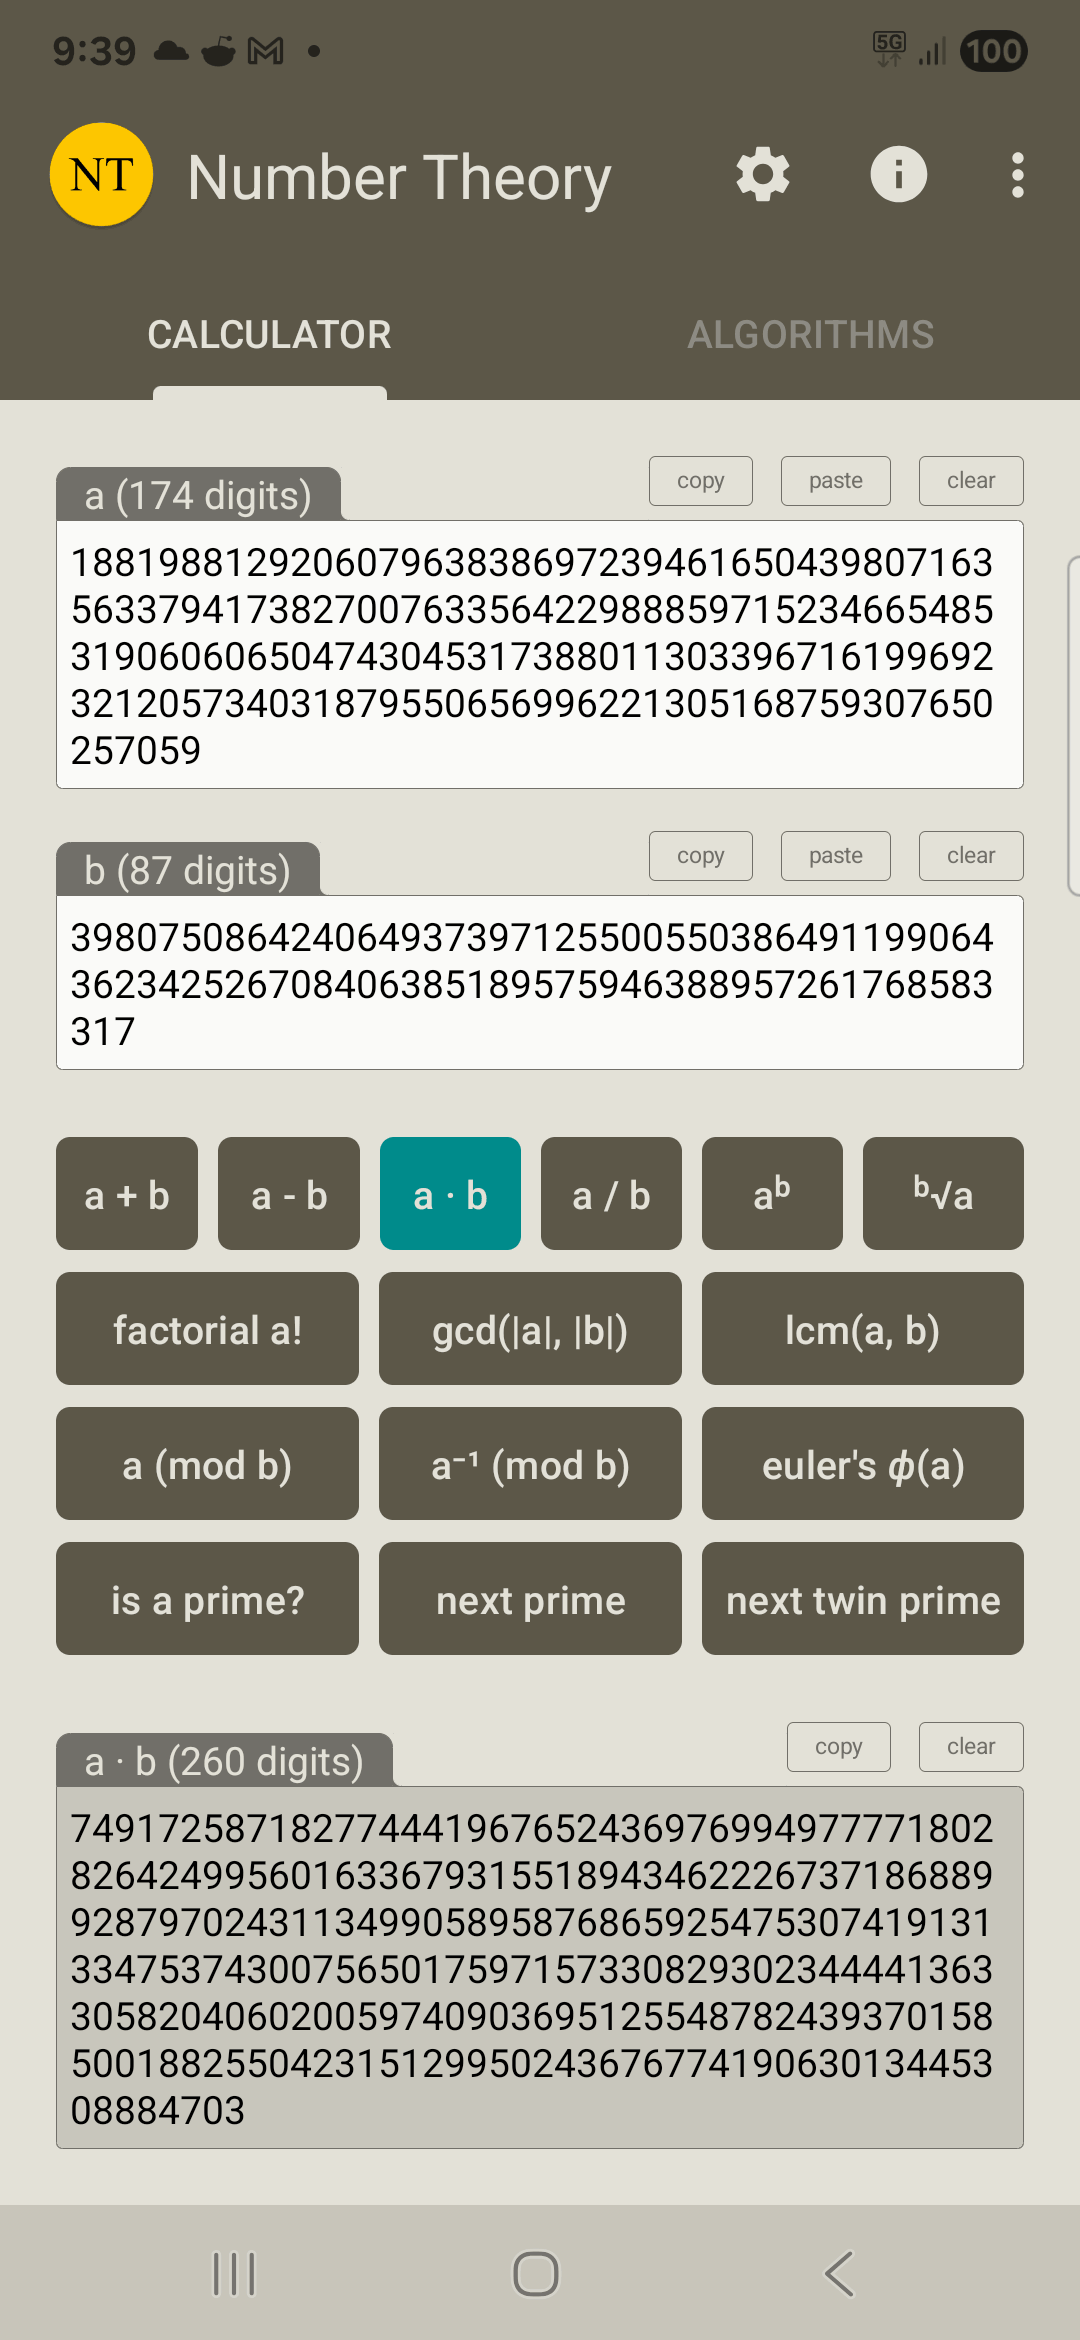 9:39
5G
100
NT
Number Theory
CALCULATOR
ALGORITHMS
a (174 digits)
copy
paste
clear
188198812920607963838697239461650439807163
563379417382700763356422988859715234665485
319060606504743045317388011303396716199692
321205734031879550656996221305168759307650
257059
b (87 digits)
copy
paste
clear
398075086424064937397125500550386491199064
362342526708406385189575946388957261768583
317
a + b
a - b
a · b
a / b
aᵇ
ᵇ√a
factorial a!
gcd(|a|, |b|)
lcm(a, b)
a (mod b)
a⁻¹ (mod b)
euler's ϕ(a)
is a prime?
next prime
next twin prime
a · b (260 digits)
copy
clear
749172587182774441967652436976994977771802
826424995601633679315518943462226737186889
928797024311349905895876865925475307419131
334753743007565017597157330829302344441363
305820406020059740903695125548782439370158
500188255042315129950243676774190630134453
08884703